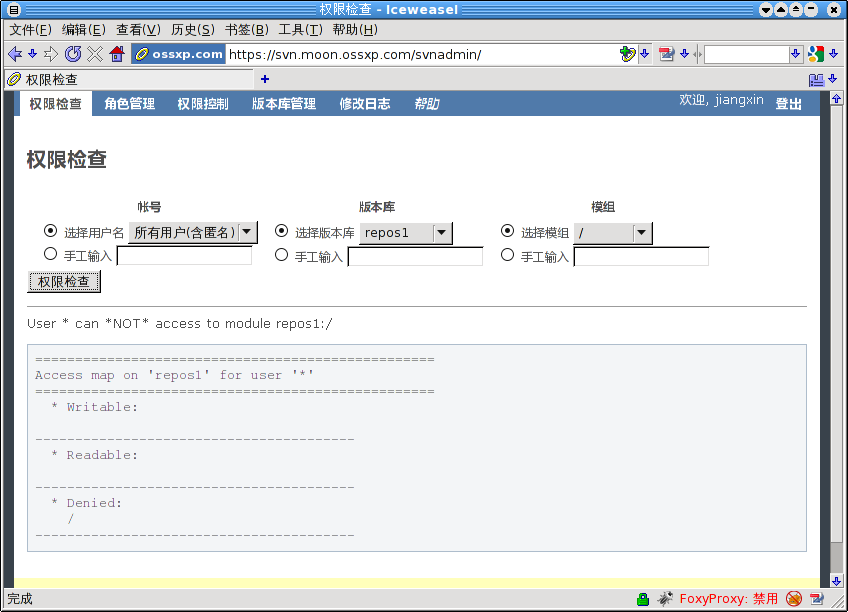 权限检查 - Iceweasel
文件(F) 编辑(E) 查看(V) 历史(S) 书签(B) 工具(T) 帮助(H)
ossxp.com https://svn.moon.ossxp.com/svnadmin/
权限检查 +
权限检查 角色管理 权限控制 版本库管理 修改日志 帮助 欢迎, jiangxin 登出
权限检查
帐号 版本库 模组
选择用户名 所有用户(含匿名) 选择版本库 repos1 选择模组 /
手工输入 手工输入 手工输入
权限检查
User * can *NOT* access to module repos1:/
==================================================
Access map on 'repos1' for user '*'
==================================================
* Writable:
----------------------------------------
* Readable:
----------------------------------------
* Denied:
/
----------------------------------------
完成 FoxyProxy: 禁用